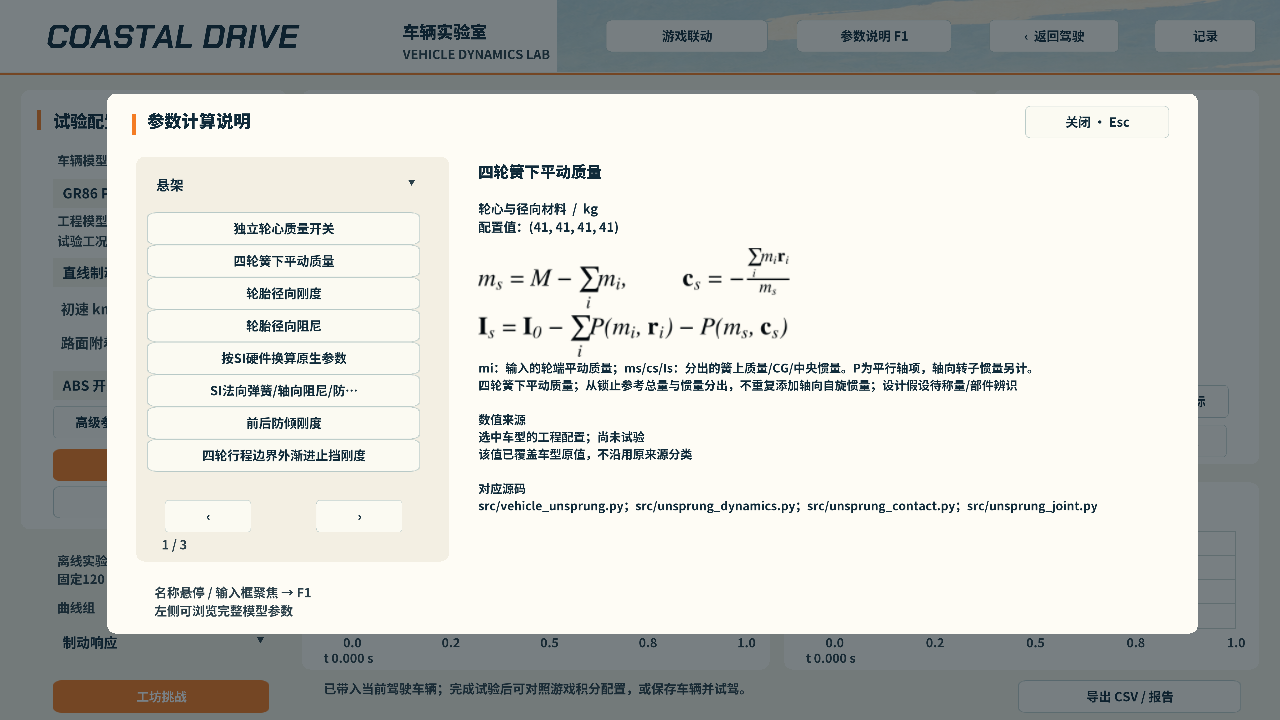 COASTAL DRIVE
车辆实验室
VEHICLE DYNAMICS LAB
游戏联动
参数说明 F1
‹ 返回驾驶
记录
试验配
车辆模型
GR86 P
工程模型
试验工况
直线制动
初速 km
路面附着
ABS 开
高级参
参数计算说明
关闭 · Esc
悬架
独立轮心质量开关
四轮簧下平动质量
轮胎径向刚度
轮胎径向阻尼
按SI硬件换算原生参数
SI法向弹簧/轴向阻尼/防…
前后防倾刚度
四轮行程边界外渐进止挡刚度
‹
›
1 / 3
名称悬停 / 输入框聚焦 → F1
左侧可浏览完整模型参数
四轮簧下平动质量
轮心与径向材料 / kg
配置值：(41, 41, 41, 41)
m_s = M − ∑_i m_i, c_s = − (∑_i m_i r_i) / m_s
I_s = I_0 − ∑_i P(m_i, r_i) − P(m_s, c_s)
mi：输入的轮端平动质量；ms/cs/Is：分出的簧上质量/CG/中央惯量。P为平行轴项，轴向转子惯量另计。
四轮簧下平动质量；从锁止参考总量与惯量分出，不重复添加轴向自旋惯量；设计假设待称量/部件辨识
数值来源
选中车型的工程配置；尚未试验
该值已覆盖车型原值，不沿用原来源分类
对应源码
src/vehicle_unsprung.py；src/unsprung_dynamics.py；src/unsprung_contact.py；src/unsprung_joint.py
标
离线实验
固定120
曲线组
制动响应
工坊挑战
0.0 0.2 0.5 0.8 1.0
t 0.000 s
0.0 0.2 0.5 0.8 1.0
t 0.000 s
已带入当前驾驶车辆；完成试验后可对照游戏积分配置，或保存车辆并试驾。
导出 CSV / 报告